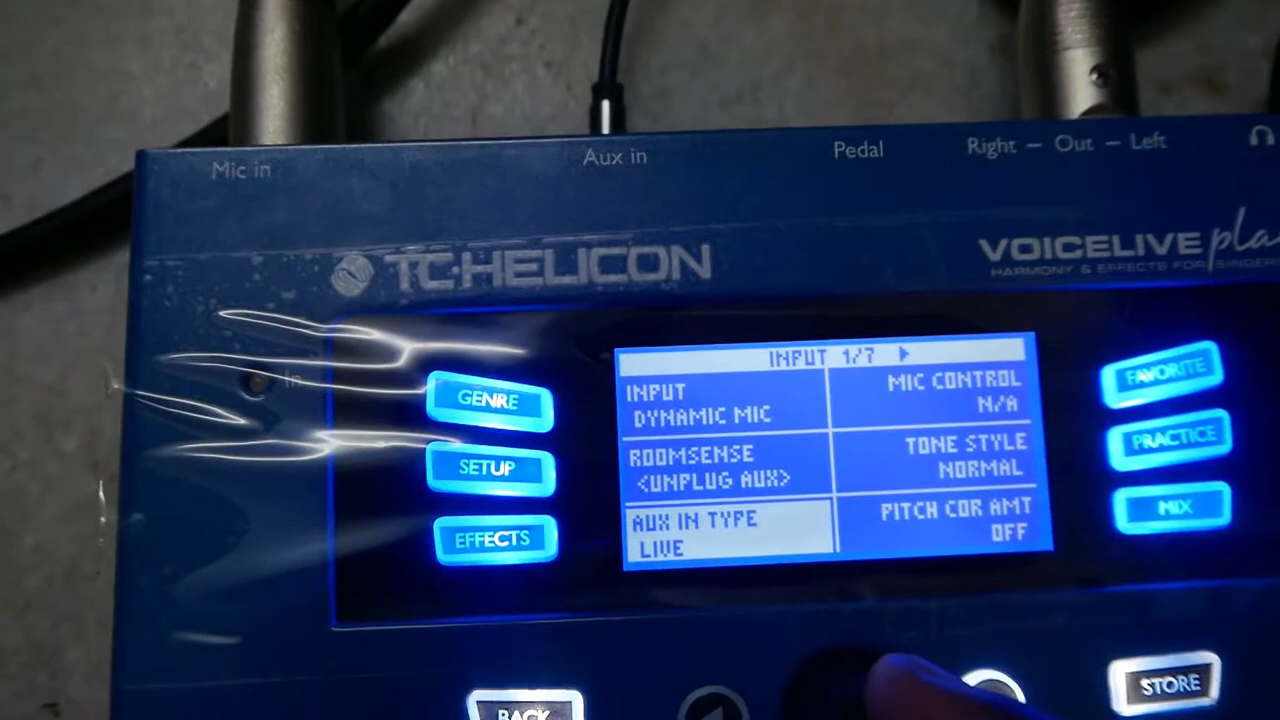 Mic in
Aux in
Pedal
Right – Out – Left
TC·HELICON
VOICELIVE
HARMONY & EFFECTS FOR SINGERS
In
GENRE
SETUP
EFFECTS
INPUT 1/7
INPUT
DYNAMIC MIC
MIC CONTROL
N/A
ROOMSENSE
<UNPLUG AUX>
TONE STYLE
NORMAL
AUX IN TYPE
LIVE
PITCH COR AMT
OFF
FAVORITE
PRACTICE
MIX
BACK
STORE